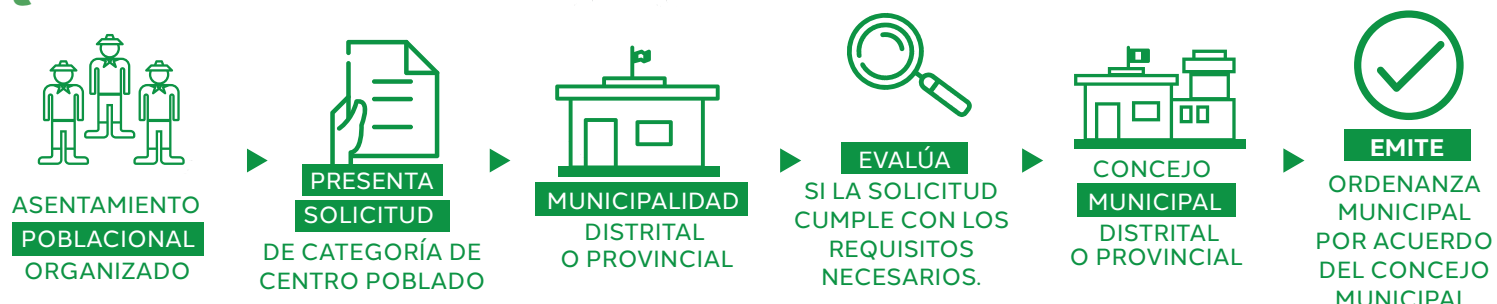 ASENTAMIENTO
POBLACIONAL
ORGANIZADO
PRESENTA
SOLICITUD
DE CATEGORÍA DE
CENTRO POBLADO
MUNICIPALIDAD
DISTRITAL
O PROVINCIAL
EVALÚA
SI LA SOLICITUD
CUMPLE CON LOS
REQUISITOS
NECESARIOS.
CONCEJO
MUNICIPAL
DISTRITAL
O PROVINCIAL
EMITE
ORDENANZA
MUNICIPAL
POR ACUERDO
DEL CONCEJO
MUNICIPAL